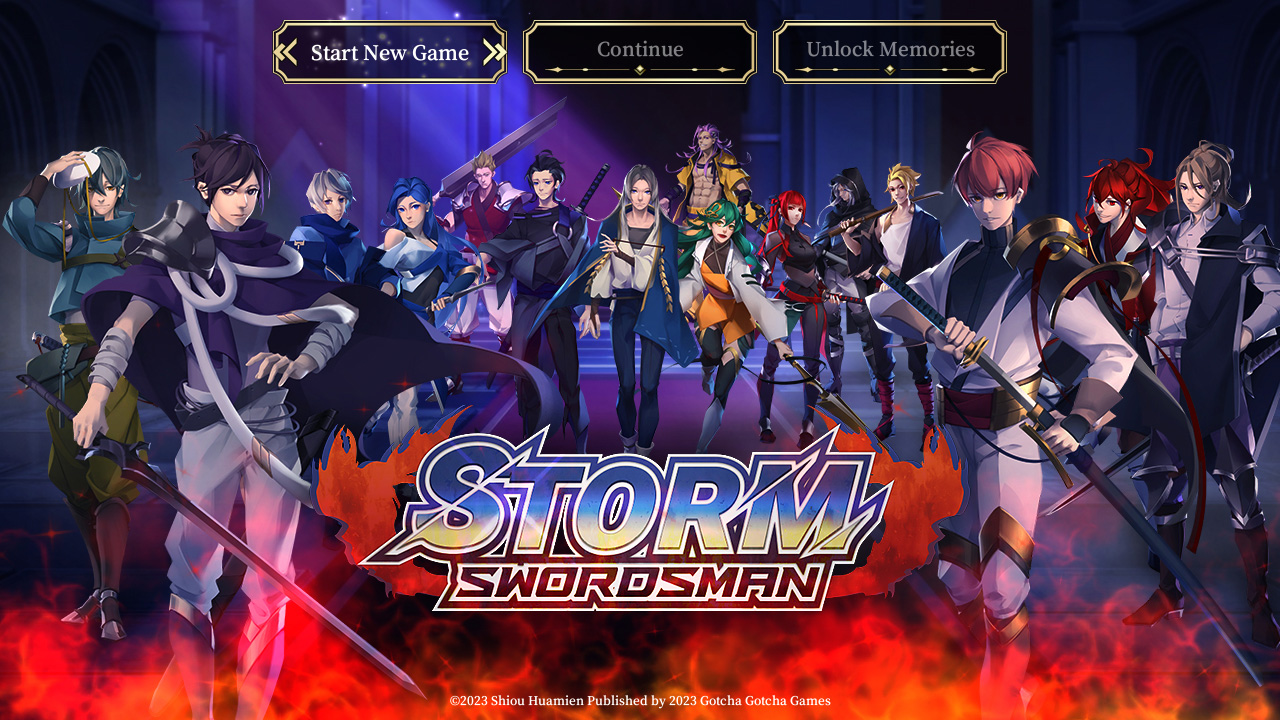 Start New Game
Continue
Unlock Memories
STORM
SWORDSMAN
©2023 Shiou Huamien Published by 2023 Gotcha Gotcha Games